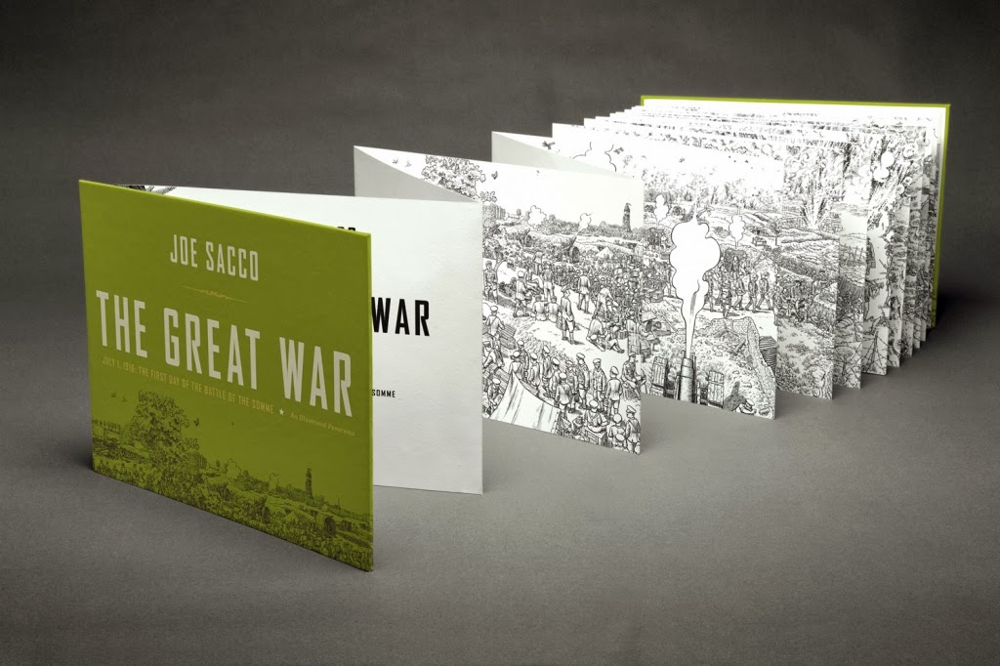 JOE SACCO
THE GREAT WAR
JULY 1, 1916: THE FIRST DAY OF THE BATTLE OF THE SOMME ★ An Illustrated Panorama
WAR
SOMME